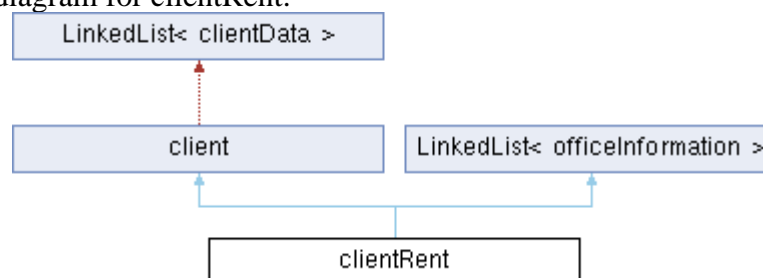 diagram for clientRent:
LinkedList< clientData >
client
LinkedList< officeInformation >
clientRent